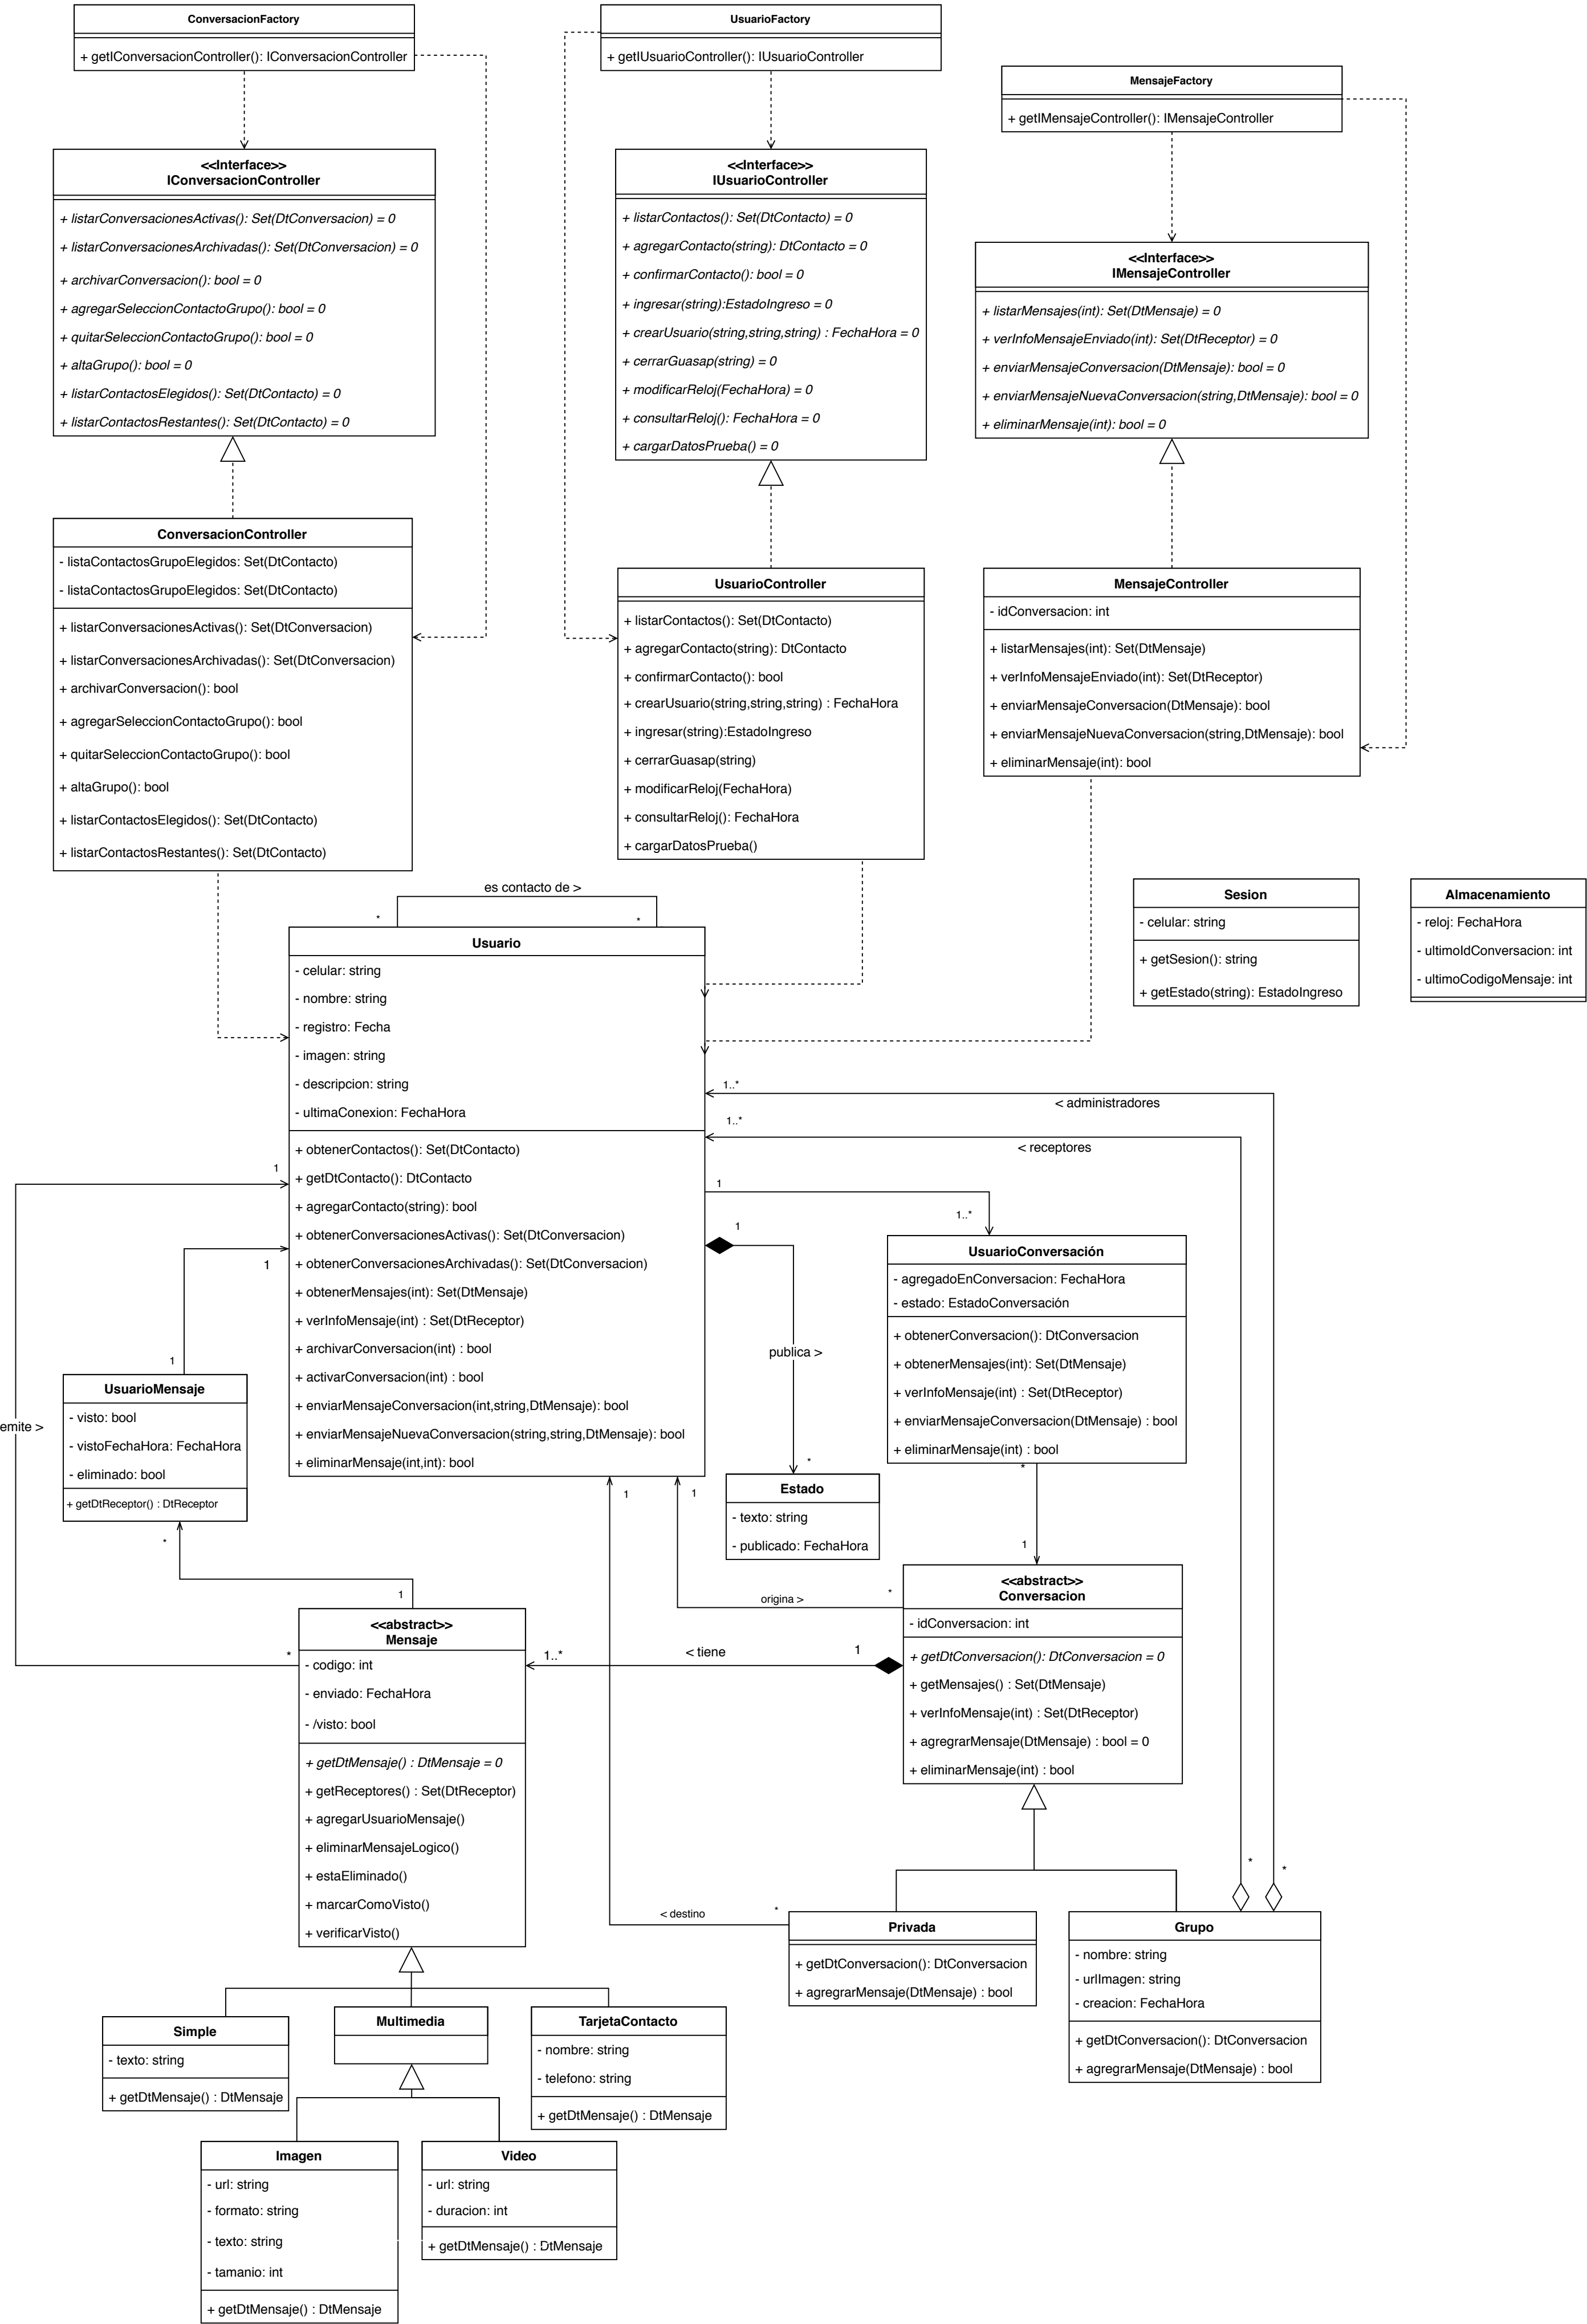 ConversacionFactory
+ getIConversacionController(): IConversacionController
UsuarioFactory
+ getIUsuarioController(): IUsuarioController
MensajeFactory
+ getIMensajeController(): IMensajeController
<<Interface>>
IConversacionController
+ listarConversacionesActivas(): Set(DtConversacion) = 0
+ listarConversacionesArchivadas(): Set(DtConversacion) = 0
+ archivarConversacion(): bool = 0
+ agregarSeleccionContactoGrupo(): bool = 0
+ quitarSeleccionContactoGrupo(): bool = 0
+ altaGrupo(): bool = 0
+ listarContactosElegidos(): Set(DtContacto) = 0
+ listarContactosRestantes(): Set(DtContacto) = 0
<<Interface>>
IUsuarioController
+ listarContactos(): Set(DtContacto) = 0
+ agregarContacto(string): DtContacto = 0
+ confirmarContacto(): bool = 0
+ ingresar(string):EstadoIngreso = 0
+ crearUsuario(string,string,string) : FechaHora = 0
+ cerrarGuasap(string) = 0
+ modificarReloj(FechaHora) = 0
+ consultarReloj(): FechaHora = 0
+ cargarDatosPrueba() = 0
<<Interface>>
IMensajeController
+ listarMensajes(int): Set(DtMensaje) = 0
+ verInfoMensajeEnviado(int): Set(DtReceptor) = 0
+ enviarMensajeConversacion(DtMensaje): bool = 0
+ enviarMensajeNuevaConversacion(string,DtMensaje): bool = 0
+ eliminarMensaje(int): bool = 0
ConversacionController
- listaContactosGrupoElegidos: Set(DtContacto)
- listaContactosGrupoElegidos: Set(DtContacto)
+ listarConversacionesActivas(): Set(DtConversacion)
+ listarConversacionesArchivadas(): Set(DtConversacion)
+ archivarConversacion(): bool
+ agregarSeleccionContactoGrupo(): bool
+ quitarSeleccionContactoGrupo(): bool
+ altaGrupo(): bool
+ listarContactosElegidos(): Set(DtContacto)
+ listarContactosRestantes(): Set(DtContacto)
UsuarioController
+ listarContactos(): Set(DtContacto)
+ agregarContacto(string): DtContacto
+ confirmarContacto(): bool
+ crearUsuario(string,string,string) : FechaHora
+ ingresar(string):EstadoIngreso
+ cerrarGuasap(string)
+ modificarReloj(FechaHora)
+ consultarReloj(): FechaHora
+ cargarDatosPrueba()
MensajeController
- idConversacion: int
+ listarMensajes(int): Set(DtMensaje)
+ verInfoMensajeEnviado(int): Set(DtReceptor)
+ enviarMensajeConversacion(DtMensaje): bool
+ enviarMensajeNuevaConversacion(string,DtMensaje): bool
+ eliminarMensaje(int): bool
Sesion
- celular: string
+ getSesion(): string
+ getEstado(string): EstadoIngreso
Almacenamiento
- reloj: FechaHora
- ultimoIdConversacion: int
- ultimoCodigoMensaje: int
es contacto de >
*
*
Usuario
- celular: string
- nombre: string
- registro: Fecha
- imagen: string
- descripcion: string
- ultimaConexion: FechaHora
+ obtenerContactos(): Set(DtContacto)
+ getDtContacto(): DtContacto
+ agregarContacto(string): bool
+ obtenerConversacionesActivas(): Set(DtConversacion)
+ obtenerConversacionesArchivadas(): Set(DtConversacion)
+ obtenerMensajes(int): Set(DtMensaje)
+ verInfoMensaje(int) : Set(DtReceptor)
+ archivarConversacion(int) : bool
+ activarConversacion(int) : bool
+ enviarMensajeConversacion(int,string,DtMensaje): bool
+ enviarMensajeNuevaConversacion(string,string,DtMensaje): bool
+ eliminarMensaje(int,int): bool
1..*
< administradores
1..*
< receptores
1
1..*
1
publica >
*
1
1
1
emite >
UsuarioConversación
- agregadoEnConversacion: FechaHora
- estado: EstadoConversación
+ obtenerConversacion(): DtConversacion
+ obtenerMensajes(int): Set(DtMensaje)
+ verInfoMensaje(int) : Set(DtReceptor)
+ enviarMensajeConversacion(DtMensaje) : bool
+ eliminarMensaje(int) : bool
*
1
UsuarioMensaje
- visto: bool
- vistoFechaHora: FechaHora
- eliminado: bool
+ getDtReceptor() : DtReceptor
*
1
Estado
- texto: string
- publicado: FechaHora
1
1
origina >
*
<<abstract>>
Conversacion
- idConversacion: int
+ getDtConversacion(): DtConversacion = 0
+ getMensajes() : Set(DtMensaje)
+ verInfoMensaje(int) : Set(DtReceptor)
+ agregrarMensaje(DtMensaje) : bool = 0
+ eliminarMensaje(int) : bool
*
1..*
< tiene
1
<<abstract>>
Mensaje
- codigo: int
- enviado: FechaHora
- /visto: bool
+ getDtMensaje() : DtMensaje = 0
+ getReceptores() : Set(DtReceptor)
+ agregarUsuarioMensaje()
+ eliminarMensajeLogico()
+ estaEliminado()
+ marcarComoVisto()
+ verificarVisto()
< destino
*
*
*
Privada
+ getDtConversacion(): DtConversacion
+ agregrarMensaje(DtMensaje) : bool
Grupo
- nombre: string
- urlImagen: string
- creacion: FechaHora
+ getDtConversacion(): DtConversacion
+ agregrarMensaje(DtMensaje) : bool
Simple
- texto: string
+ getDtMensaje() : DtMensaje
Multimedia
TarjetaContacto
- nombre: string
- telefono: string
+ getDtMensaje() : DtMensaje
Imagen
- url: string
- formato: string
- texto: string
- tamanio: int
+ getDtMensaje() : DtMensaje
Video
- url: string
- duracion: int
+ getDtMensaje() : DtMensaje